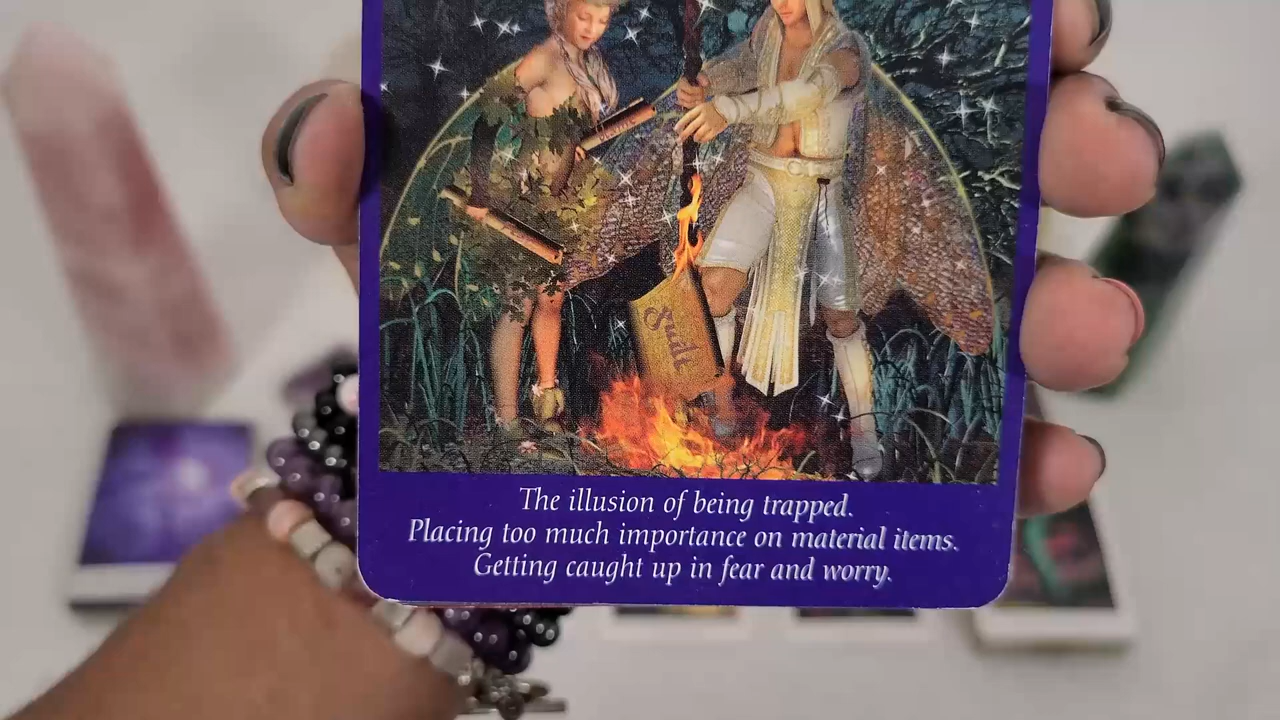 The illusion of being trapped.
Placing too much importance on material items.
Getting caught up in fear and worry.